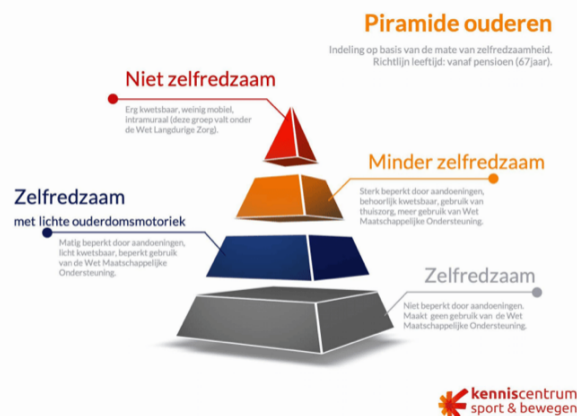 Piramide ouderen
Indeling op basis van de mate van zelfredzaamheid.
Richtlijn leeftijd: vanaf pensioen (67jaar).
Niet zelfredzaam
Erg kwetsbaar, weinig mobiel,
intramuraal (deze groep valt onder
de Wet Langdurige Zorg).
Minder zelfredzaam
Sterk beperkt door aandoeningen,
behoorlijk kwetsbaar, gebruik van
thuiszorg, meer gebruik van Wet
Maatschappelijke Ondersteuning.
Zelfredzaam
met lichte ouderdomsmotoriek
Matig beperkt door aandoeningen,
licht kwetsbaar, beperkt gebruik
van de Wet Maatschappelijke
Ondersteuning.
Zelfredzaam
Niet beperkt door aandoeningen.
Maakt geen gebruik van de Wet
Maatschappelijke Ondersteuning.
kenniscentrum
sport & bewegen